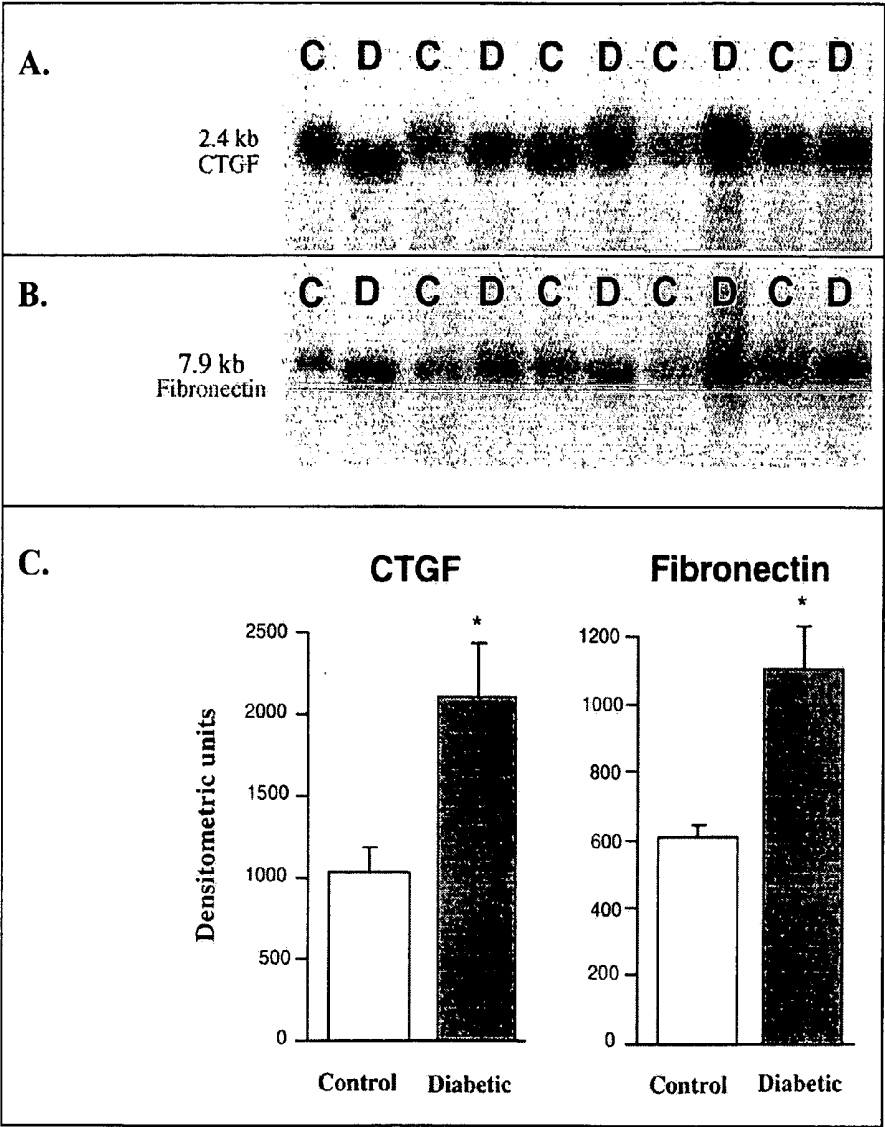 A.
C D C D C D C D C D
2.4 kb
CTGF
B.
C D C D C D C D C D
7.9 kb
Fibronectin
C.
CTGF
Fibronectin
Densitometric units
2500
2000
1500
1000
500
0
*
Control Diabetic
1200
1000
800
600
400
200
0
*
Control Diabetic